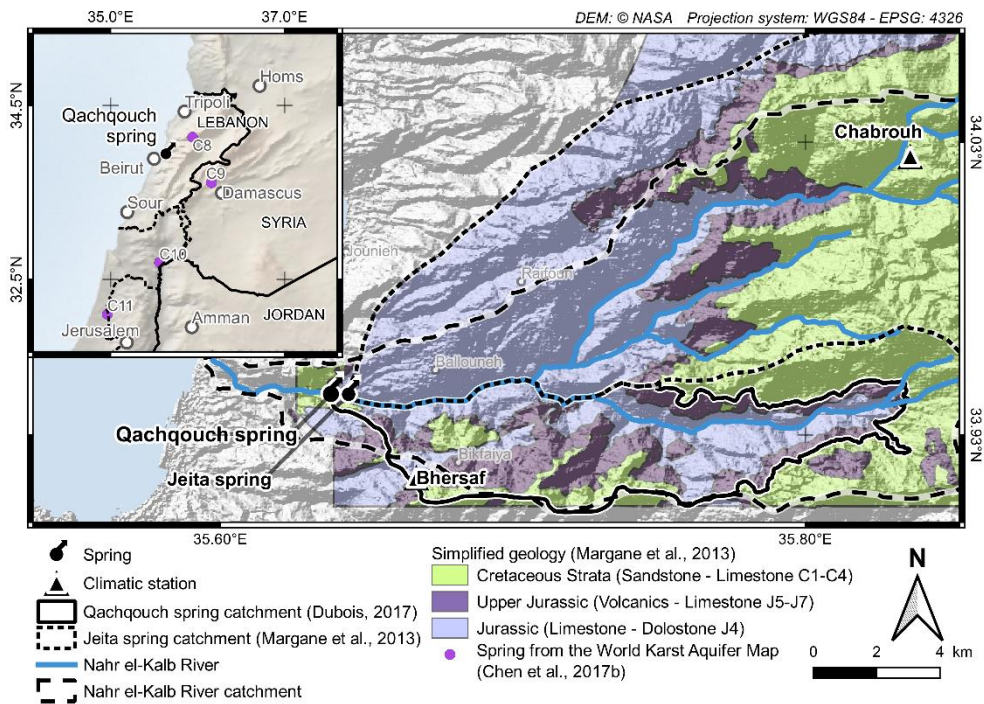 35.0°E
37.0°E
DEM: © NASA Projection system: WGS84 - EPSG: 4326
34.5°N
32.5°N
Homs
Tripoli
LEBANON
Qachqouch
spring
C8
Beirut
C9
Damascus
Sour
SYRIA
C10
C11
Amman
Jerusalem
JORDAN
Chabrouh
34.03°N
Jounieh
Raifoun
Ballouneh
33.93°N
Qachqouch spring
Bikfaiya
Jeita spring
Bhersaf
35.60°E
35.80°E
Spring
Climatic station
Qachqouch spring catchment (Dubois, 2017)
Jeita spring catchment (Margane et al., 2013)
Nahr el-Kalb River
Nahr el-Kalb River catchment
Simplified geology (Margane et al., 2013)
Cretaceous Strata (Sandstone - Limestone C1-C4)
Upper Jurassic (Volcanics - Limestone J5-J7)
Jurassic (Limestone - Dolostone J4)
Spring from the World Karst Aquifer Map
(Chen et al., 2017b)
N
0 2 4 km